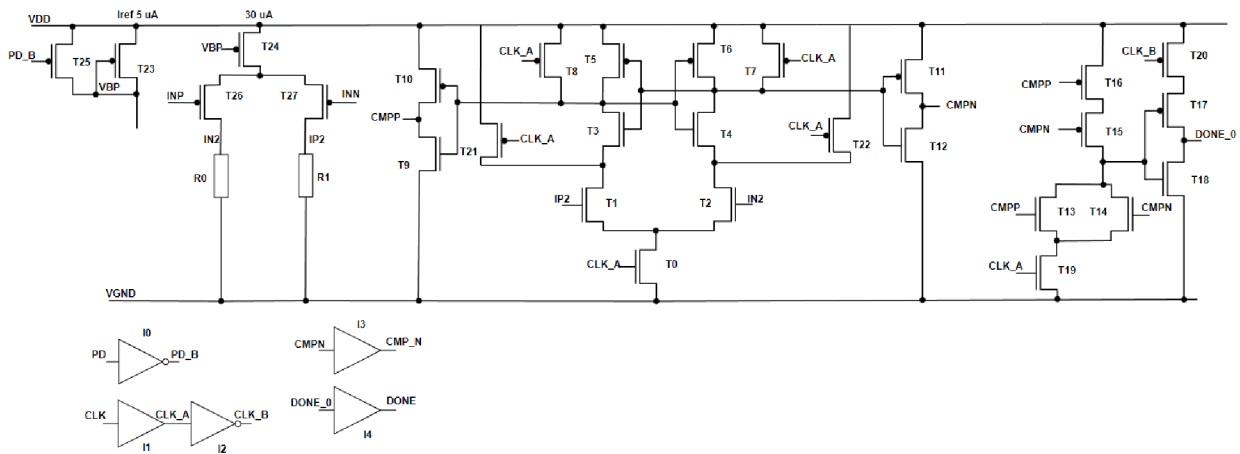 VDD
Iref 5 uA
30 uA
PD_B
T25
T23
VBP
VBP
T24
INP
T26
T27
INN
IN2
IP2
R0
R1
T10
CMPP
T9
T21
CLK_A
CLK_A
T8
T5
T6
T7
CLK_A
T3
T4
CLK_A
T22
IP2
T1
T2
IN2
CLK_A
T0
T11
CMPN
T12
CMPP
T16
CMPN
T15
CLK_B
T20
T17
DONE_0
T18
CMPP
T13
T14
CMPN
CLK_A
T19
VGND
I0
PD
PD_B
CLK
CLK_A
CLK_B
I1
I2
I3
CMPN
CMP_N
DONE_0
DONE
I4